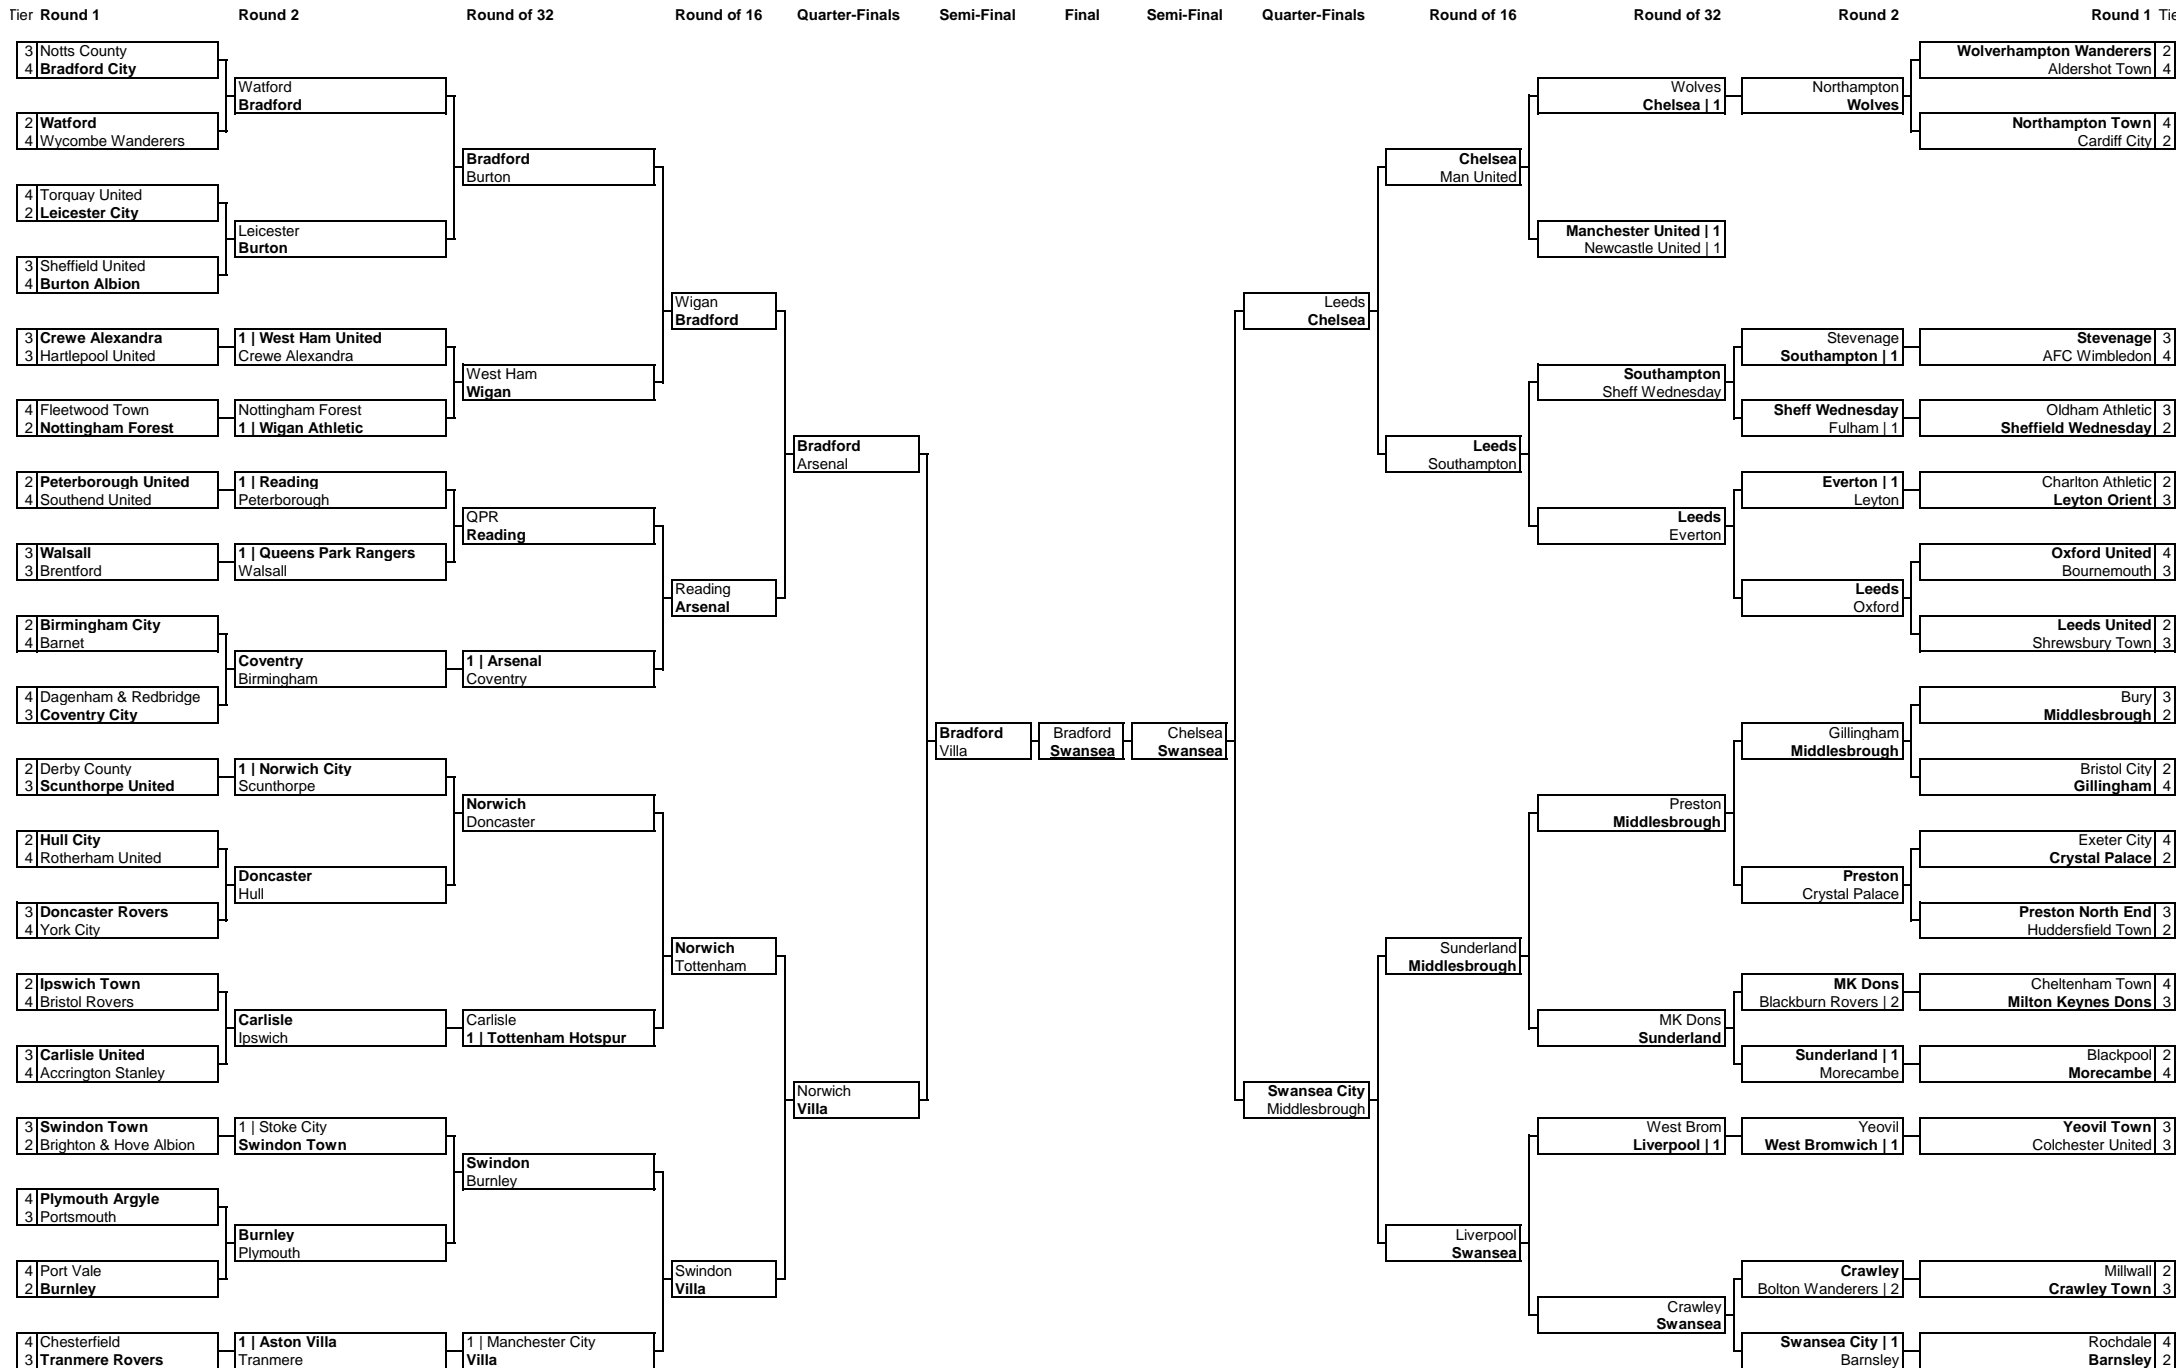 Tier Round 1 Round 2 Round of 32 Round of 16 Quarter-Finals Semi-Final Final Semi-Final Quarter-Finals Round of 16 Round of 32 Round 2 Round 1 Tie
3 Notts County
4 Bradford City
2 Watford
4 Wycombe Wanderers
4 Torquay United
2 Leicester City
3 Sheffield United
4 Burton Albion
3 Crewe Alexandra
3 Hartlepool United
4 Fleetwood Town
2 Nottingham Forest
2 Peterborough United
4 Southend United
3 Walsall
3 Brentford
2 Birmingham City
4 Barnet
4 Dagenham & Redbridge
3 Coventry City
2 Derby County
3 Scunthorpe United
2 Hull City
4 Rotherham United
3 Doncaster Rovers
4 York City
2 Ipswich Town
4 Bristol Rovers
3 Carlisle United
4 Accrington Stanley
3 Swindon Town
2 Brighton & Hove Albion
4 Plymouth Argyle
3 Portsmouth
4 Port Vale
2 Burnley
4 Chesterfield
3 Tranmere Rovers
Watford
Bradford
Leicester
Burton
1 | West Ham United
Crewe Alexandra
Nottingham Forest
1 | Wigan Athletic
1 | Reading
Peterborough
1 | Queens Park Rangers
Walsall
Coventry
Birmingham
1 | Norwich City
Scunthorpe
Doncaster
Hull
Carlisle
Ipswich
1 | Stoke City
Swindon Town
Burnley
Plymouth
1 | Aston Villa
Tranmere
Bradford
Burton
West Ham
Wigan
QPR
Reading
1 | Arsenal
Coventry
Norwich
Doncaster
Carlisle
1 | Tottenham Hotspur
Swindon
Burnley
1 | Manchester City
Villa
Wigan
Bradford
Reading
Arsenal
Norwich
Tottenham
Swindon
Villa
Bradford
Arsenal
Norwich
Villa
Bradford
Villa
Bradford
Swansea
Chelsea
Swansea
Leeds
Chelsea
Swansea City
Middlesbrough
Chelsea
Man United
Leeds
Southampton
Sunderland
Middlesbrough
Liverpool
Swansea
Wolves
Chelsea | 1
Manchester United | 1
Newcastle United | 1
Southampton
Sheff Wednesday
Leeds
Everton
Preston
Middlesbrough
MK Dons
Sunderland
West Brom
Liverpool | 1
Crawley
Swansea
Northampton
Wolves
Stevenage
Southampton | 1
Sheff Wednesday
Fulham | 1
Everton | 1
Leyton
Leeds
Oxford
Gillingham
Middlesbrough
Preston
Crystal Palace
MK Dons
Blackburn Rovers | 2
Sunderland | 1
Morecambe
Yeovil
West Bromwich | 1
Crawley
Bolton Wanderers | 2
Swansea City | 1
Barnsley
Wolverhampton Wanderers 2
Aldershot Town 4
Northampton Town 4
Cardiff City 2
Stevenage 3
AFC Wimbledon 4
Oldham Athletic 3
Sheffield Wednesday 2
Charlton Athletic 2
Leyton Orient 3
Oxford United 4
Bournemouth 3
Leeds United 2
Shrewsbury Town 3
Bury 3
Middlesbrough 2
Bristol City 2
Gillingham 4
Exeter City 4
Crystal Palace 2
Preston North End 3
Huddersfield Town 2
Cheltenham Town 4
Milton Keynes Dons 3
Blackpool 2
Morecambe 4
Yeovil Town 3
Colchester United 3
Millwall 2
Crawley Town 3
Rochdale 4
Barnsley 2